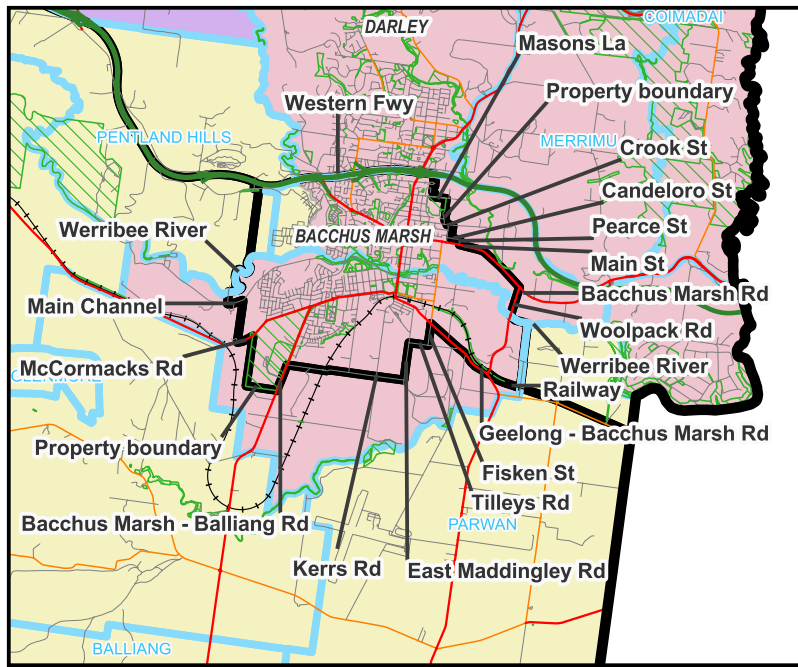 COIMADAI
DARLEY
Masons La
Property boundary
Western Fwy
PENTLAND HILLS
MERRIMU
Crook St
Candeloro St
Pearce St
Werribee River
BACCHUS MARSH
Main St
Bacchus Marsh Rd
Main Channel
Woolpack Rd
Werribee River
McCormacks Rd
GLENMORE
Railway
Geelong - Bacchus Marsh Rd
Property boundary
Fisken St
Tilleys Rd
Bacchus Marsh - Balliang Rd
PARWAN
Kerrs Rd
East Maddingley Rd
BALLIANG